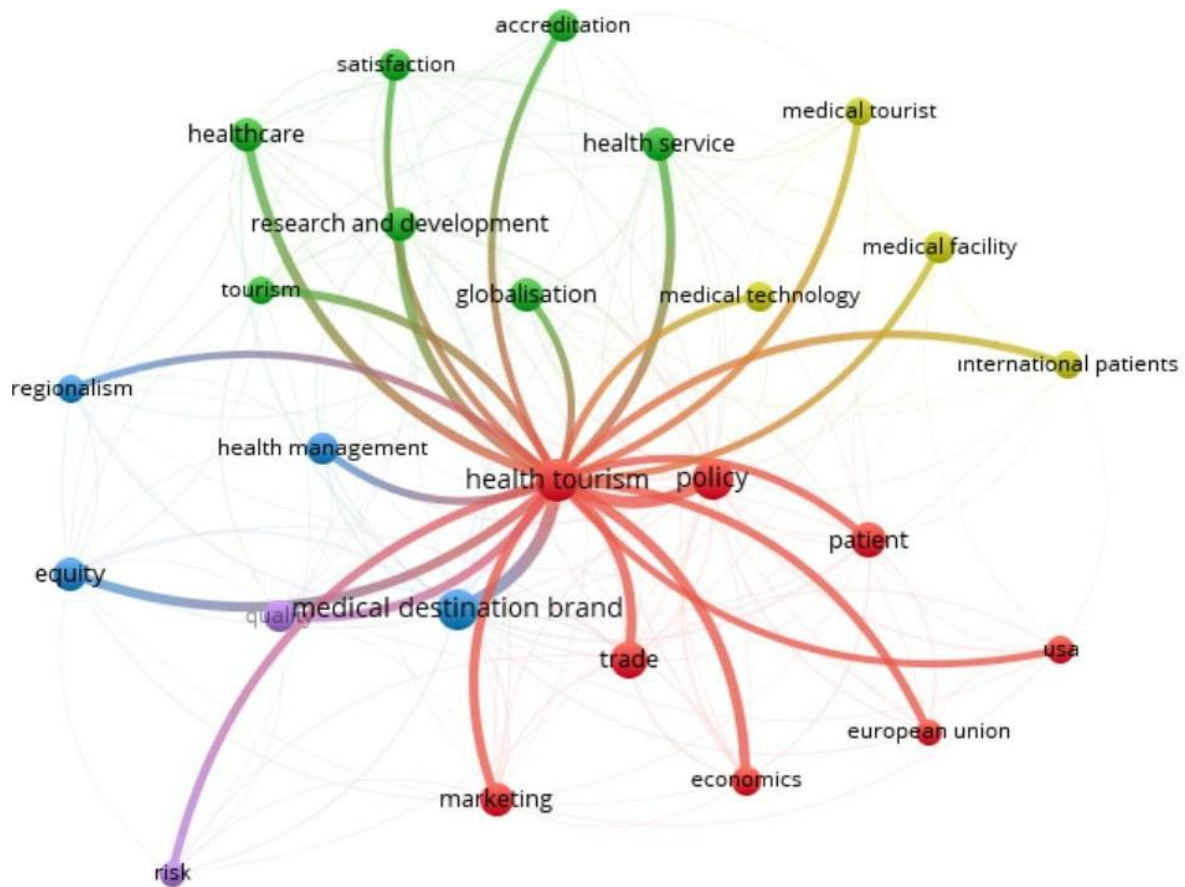 accreditation
satisfaction
medical tourist
healthcare
health service
research and development
medical facility
tourism
globalisation
medical technology
international patients
regionalism
health management
health tourism
policy
patient
equity
quality
medical destination brand
trade
usa
european union
economics
marketing
risk